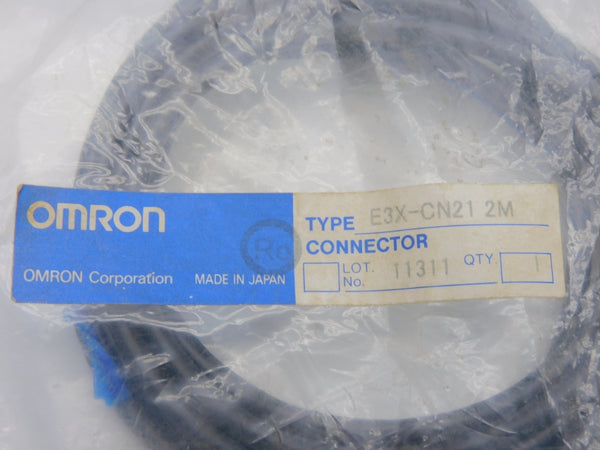 OMRON
OMRON Corporation MADE IN JAPAN
TYPE E3X-CN21 2M
CONNECTOR
LOT. No. 11311 QTY. 1